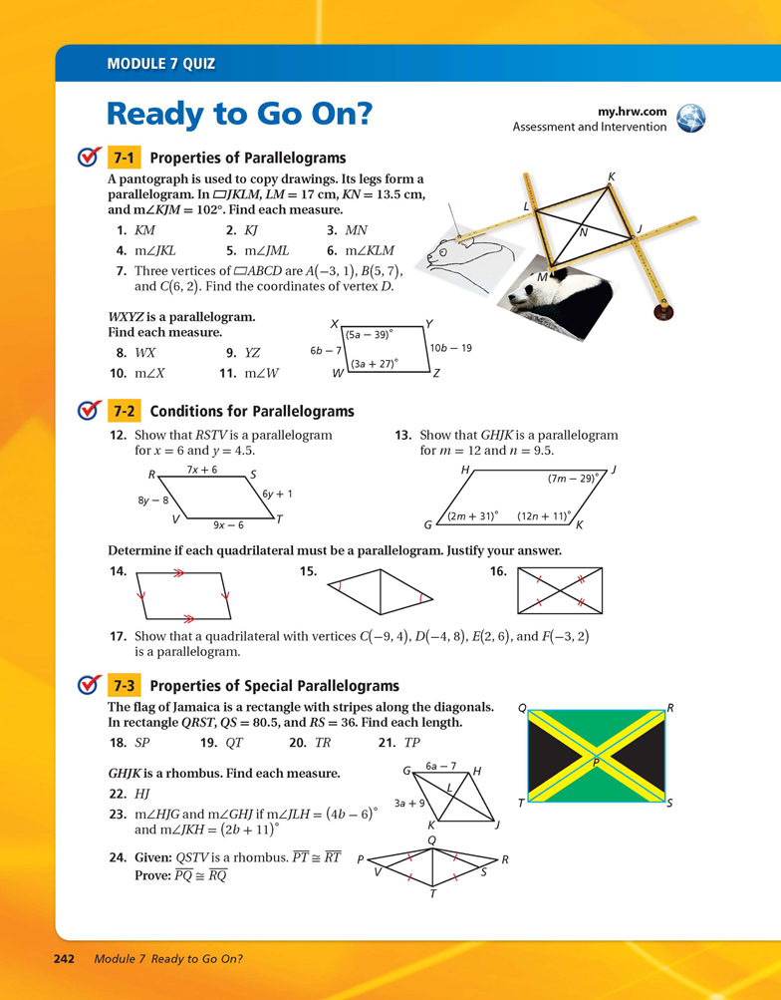 MODULE 7 QUIZ
Ready to Go On?
my.hrw.com
Assessment and Intervention
7-1 Properties of Parallelograms
A pantograph is used to copy drawings. Its legs form a
parallelogram. In ▱JKLM, LM = 17 cm, KN = 13.5 cm,
and m∠KJM = 102°. Find each measure.
1. KM 2. KJ 3. MN
4. m∠JKL 5. m∠JML 6. m∠KLM
7. Three vertices of ▱ABCD are A(−3, 1), B(5, 7),
and C(6, 2). Find the coordinates of vertex D.
K
L
N
J
M
WXYZ is a parallelogram.
Find each measure.
8. WX 9. YZ
10. m∠X 11. m∠W
X Y
(5a − 39)°
6b − 7 10b − 19
(3a + 27)°
W Z
7-2 Conditions for Parallelograms
12. Show that RSTV is a parallelogram
for x = 6 and y = 4.5.
R 7x + 6 S
8y − 8 6y + 1
V 9x − 6 T
13. Show that GHJK is a parallelogram
for m = 12 and n = 9.5.
H J
(7m − 29)°
(2m + 31)° (12n + 11)°
G K
Determine if each quadrilateral must be a parallelogram. Justify your answer.
14. 15. 16.
17. Show that a quadrilateral with vertices C(−9, 4), D(−4, 8), E(2, 6), and F(−3, 2)
is a parallelogram.
7-3 Properties of Special Parallelograms
The flag of Jamaica is a rectangle with stripes along the diagonals.
In rectangle QRST, QS = 80.5, and RS = 36. Find each length.
18. SP 19. QT 20. TR 21. TP
Q R
P
T S
GHJK is a rhombus. Find each measure.
22. HJ
23. m∠HJG and m∠GHJ if m∠JLH = (4b − 6)°
and m∠JKH = (2b + 11)°
G 6a − 7 H
L
3a + 9
K J
24. Given: QSTV is a rhombus. PT ≅ RT
Prove: PQ ≅ RQ
Q
P R
V S
T
242 Module 7 Ready to Go On?